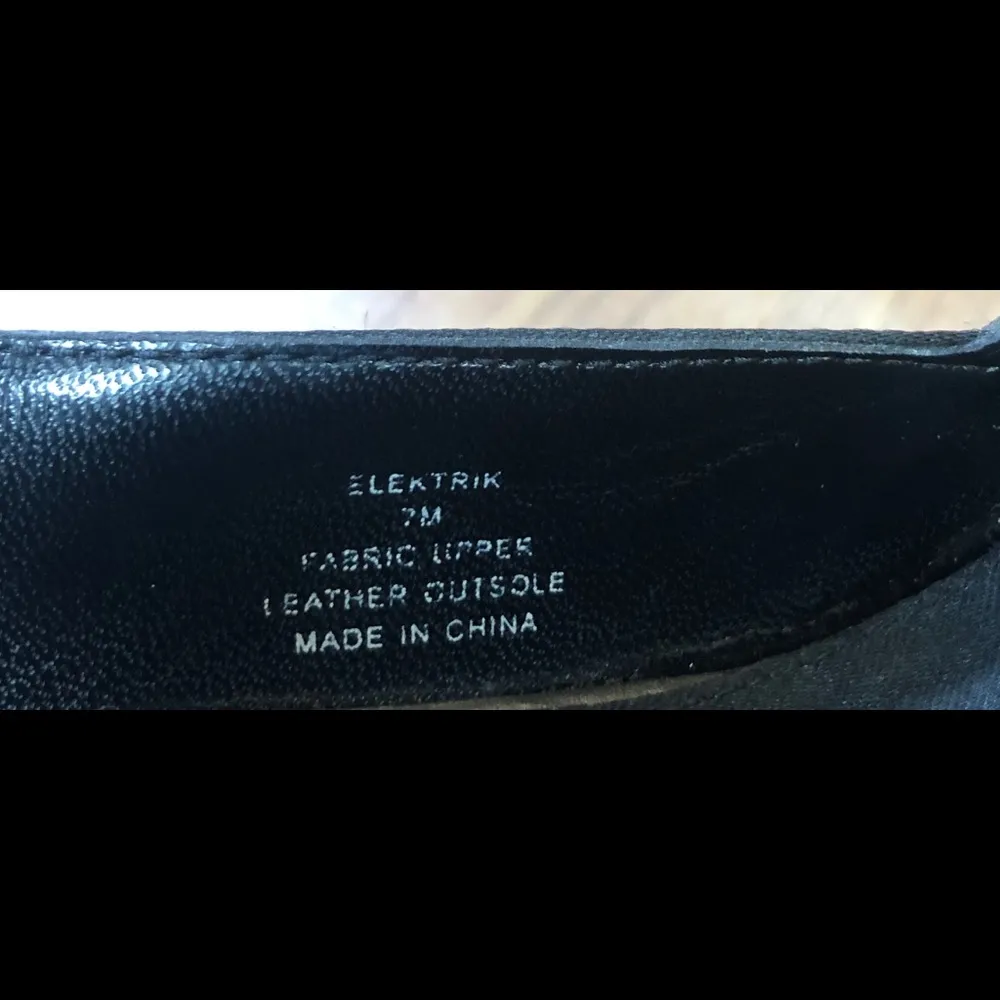 ELEKTRIK
7M
FABRIC UPPER
LEATHER OUTSOLE
MADE IN CHINA